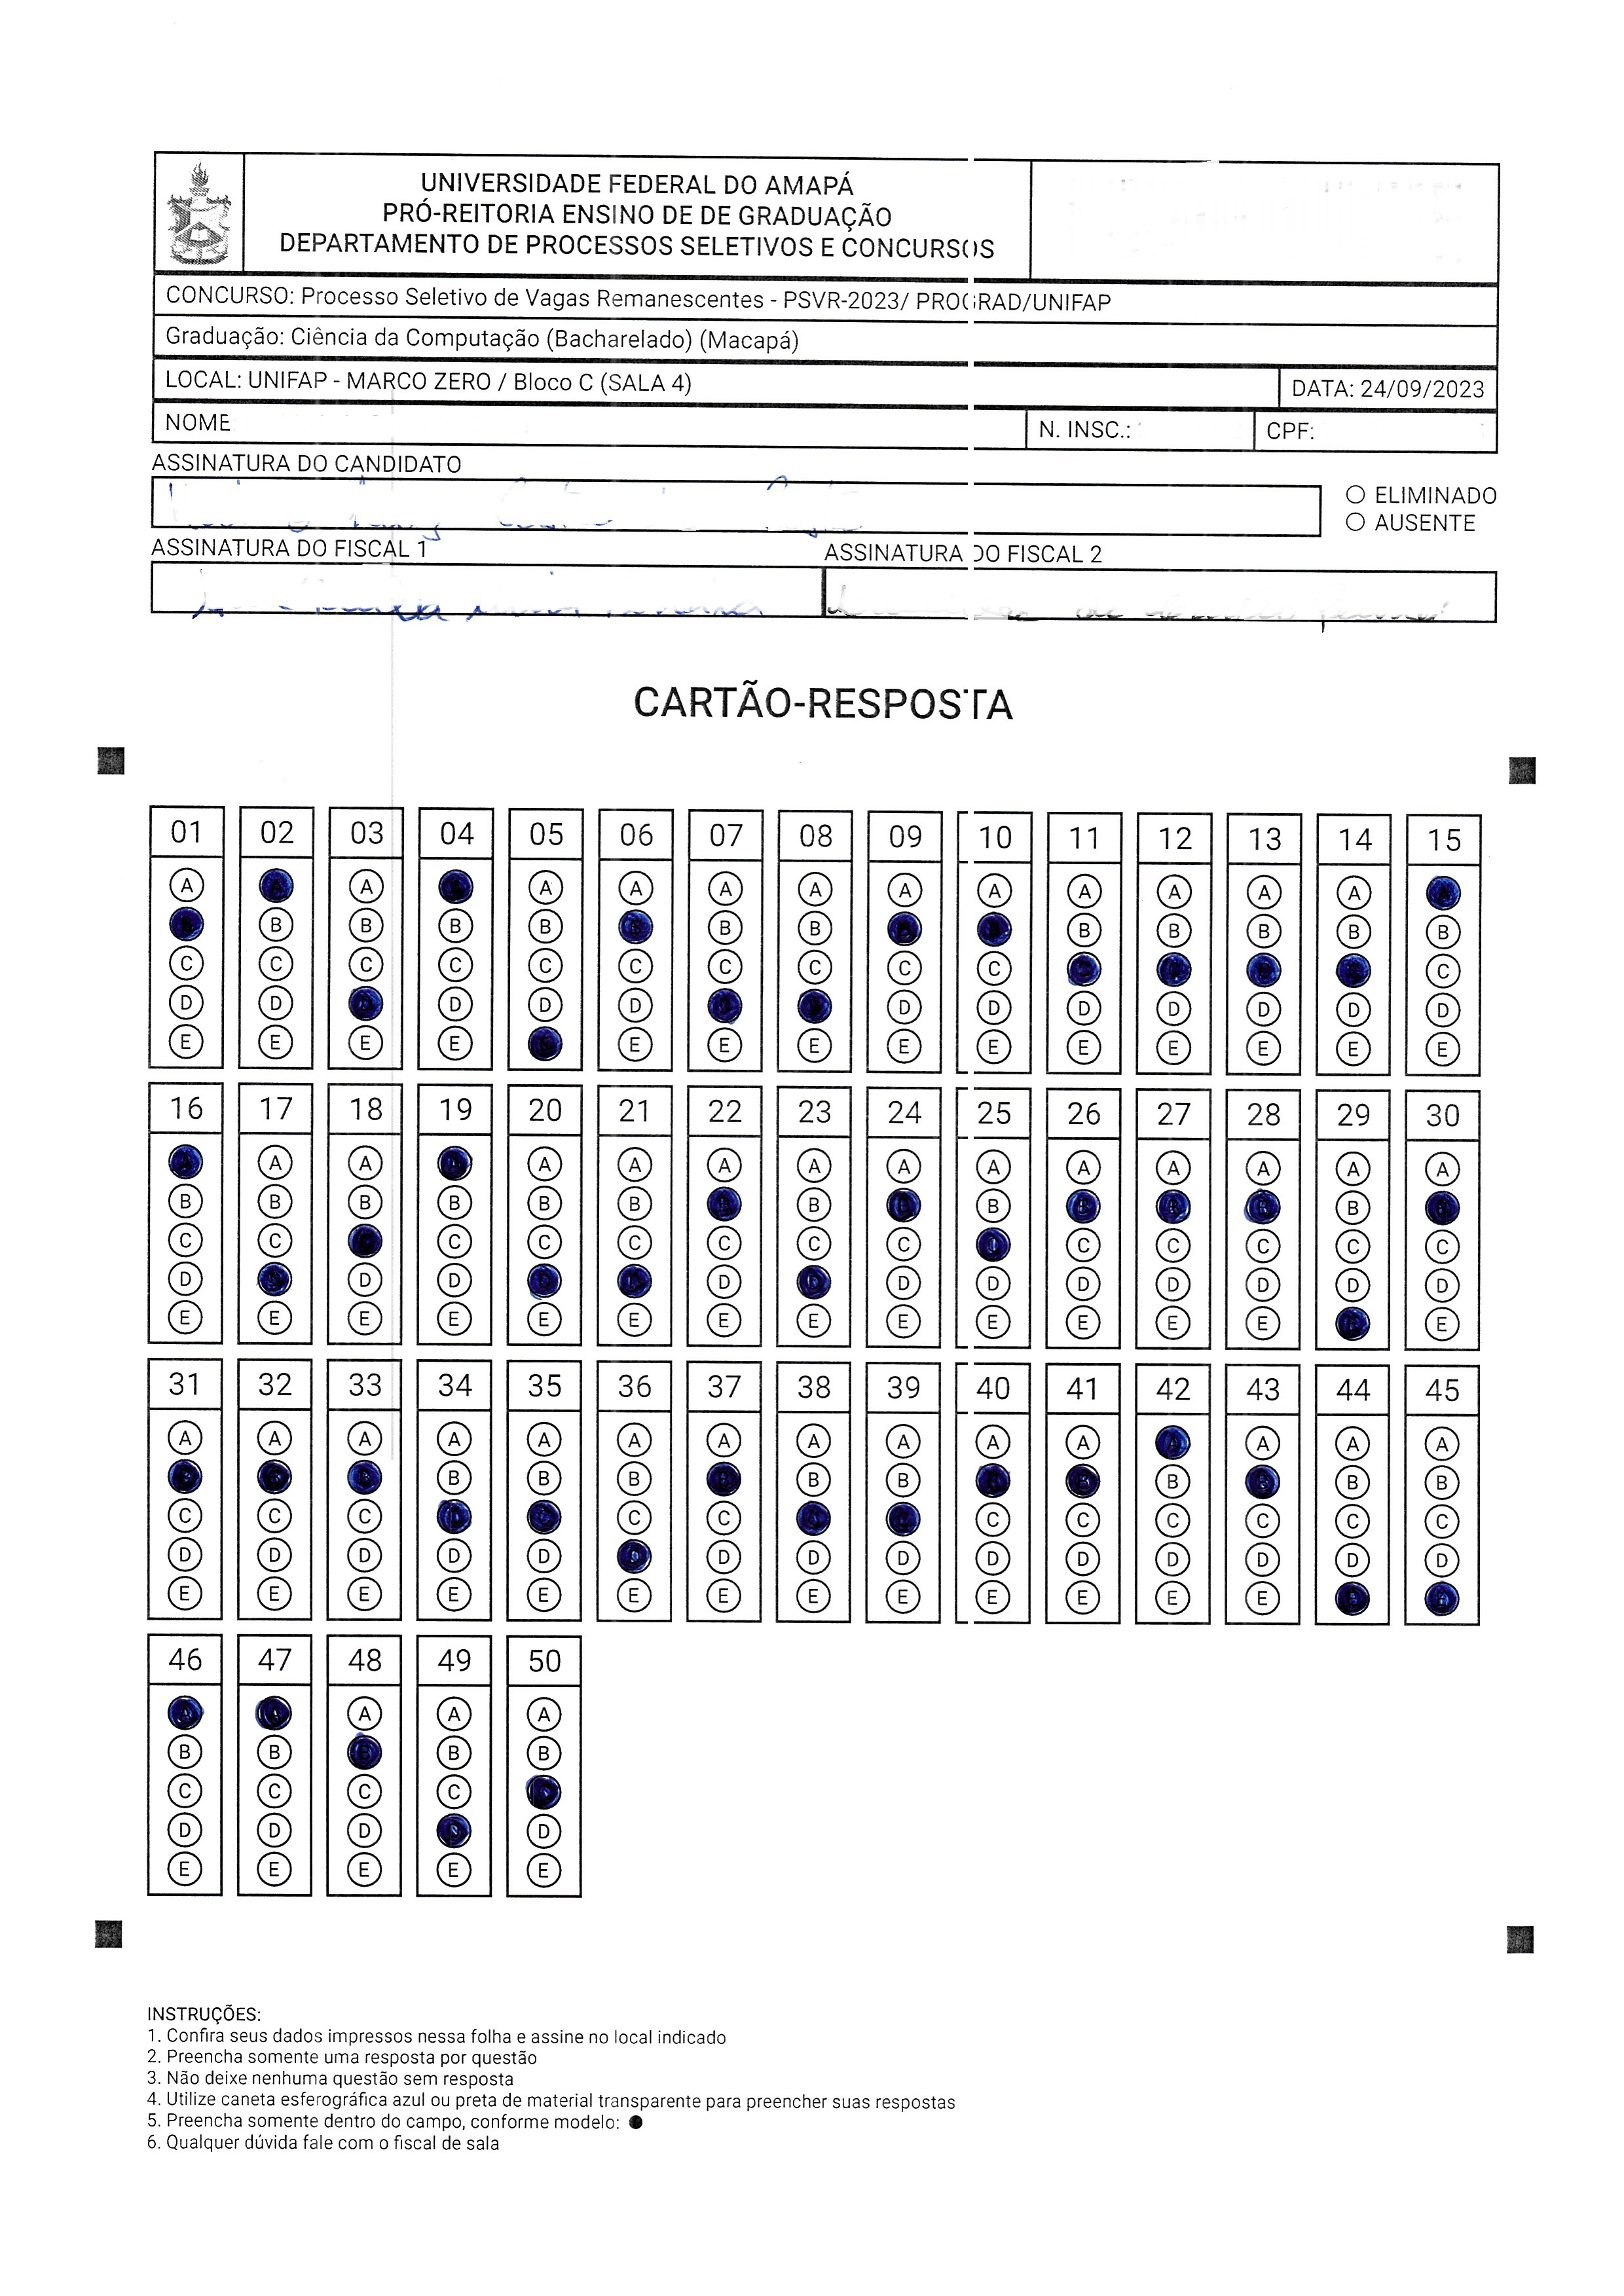 UNIVERSIDADE FEDERAL DO AMAPÁ
PRÓ-REITORIA ENSINO DE DE GRADUAÇÃO
DEPARTAMENTO DE PROCESSOS SELETIVOS E CONCURSOS
CONCURSO: Processo Seletivo de Vagas Remanescentes - PSVR-2023/ PROGRAD/UNIFAP
Graduação: Ciência da Computação (Bacharelado) (Macapá)
LOCAL: UNIFAP - MARCO ZERO / Bloco C (SALA 4) DATA: 24/09/2023
NOME N. INSC.: CPF:
ASSINATURA DO CANDIDATO
ELIMINADO
AUSENTE
ASSINATURA DO FISCAL 1 ASSINATURA DO FISCAL 2
CARTÃO-RESPOSTA
01 02 03 04 05 06 07 08 09 10 11 12 13 14 15
A A A A A A A A A A A A
B B B B B B B B B B B
C C C C C C C C C C C
D D D D D D D D D D D D
E E E E E E E E E E E E E E
16 17 18 19 20 21 22 23 24 25 26 27 28 29 30
A A A A A A A A A A A A A
B B B B B B B B B
C C C C C C C C C C C C C
D D D D D D D D D D D
E E E E E E E E E E E E E E
31 32 33 34 35 36 37 38 39 40 41 42 43 44 45
A A A A A A A A A A A A A A
B B B B B B B B
C C C C C C C C C C C
D D D D D D D D D D D D D D
E E E E E E E E E E E E E
46 47 48 49 50
A A A
B B B B
C C C C
D D D D
E E E E E
INSTRUÇÕES:
1. Confira seus dados impressos nessa folha e assine no local indicado
2. Preencha somente uma resposta por questão
3. Não deixe nenhuma questão sem resposta
4. Utilize caneta esferográfica azul ou preta de material transparente para preencher suas respostas
5. Preencha somente dentro do campo, conforme modelo:
6. Qualquer dúvida fale com o fiscal de sala